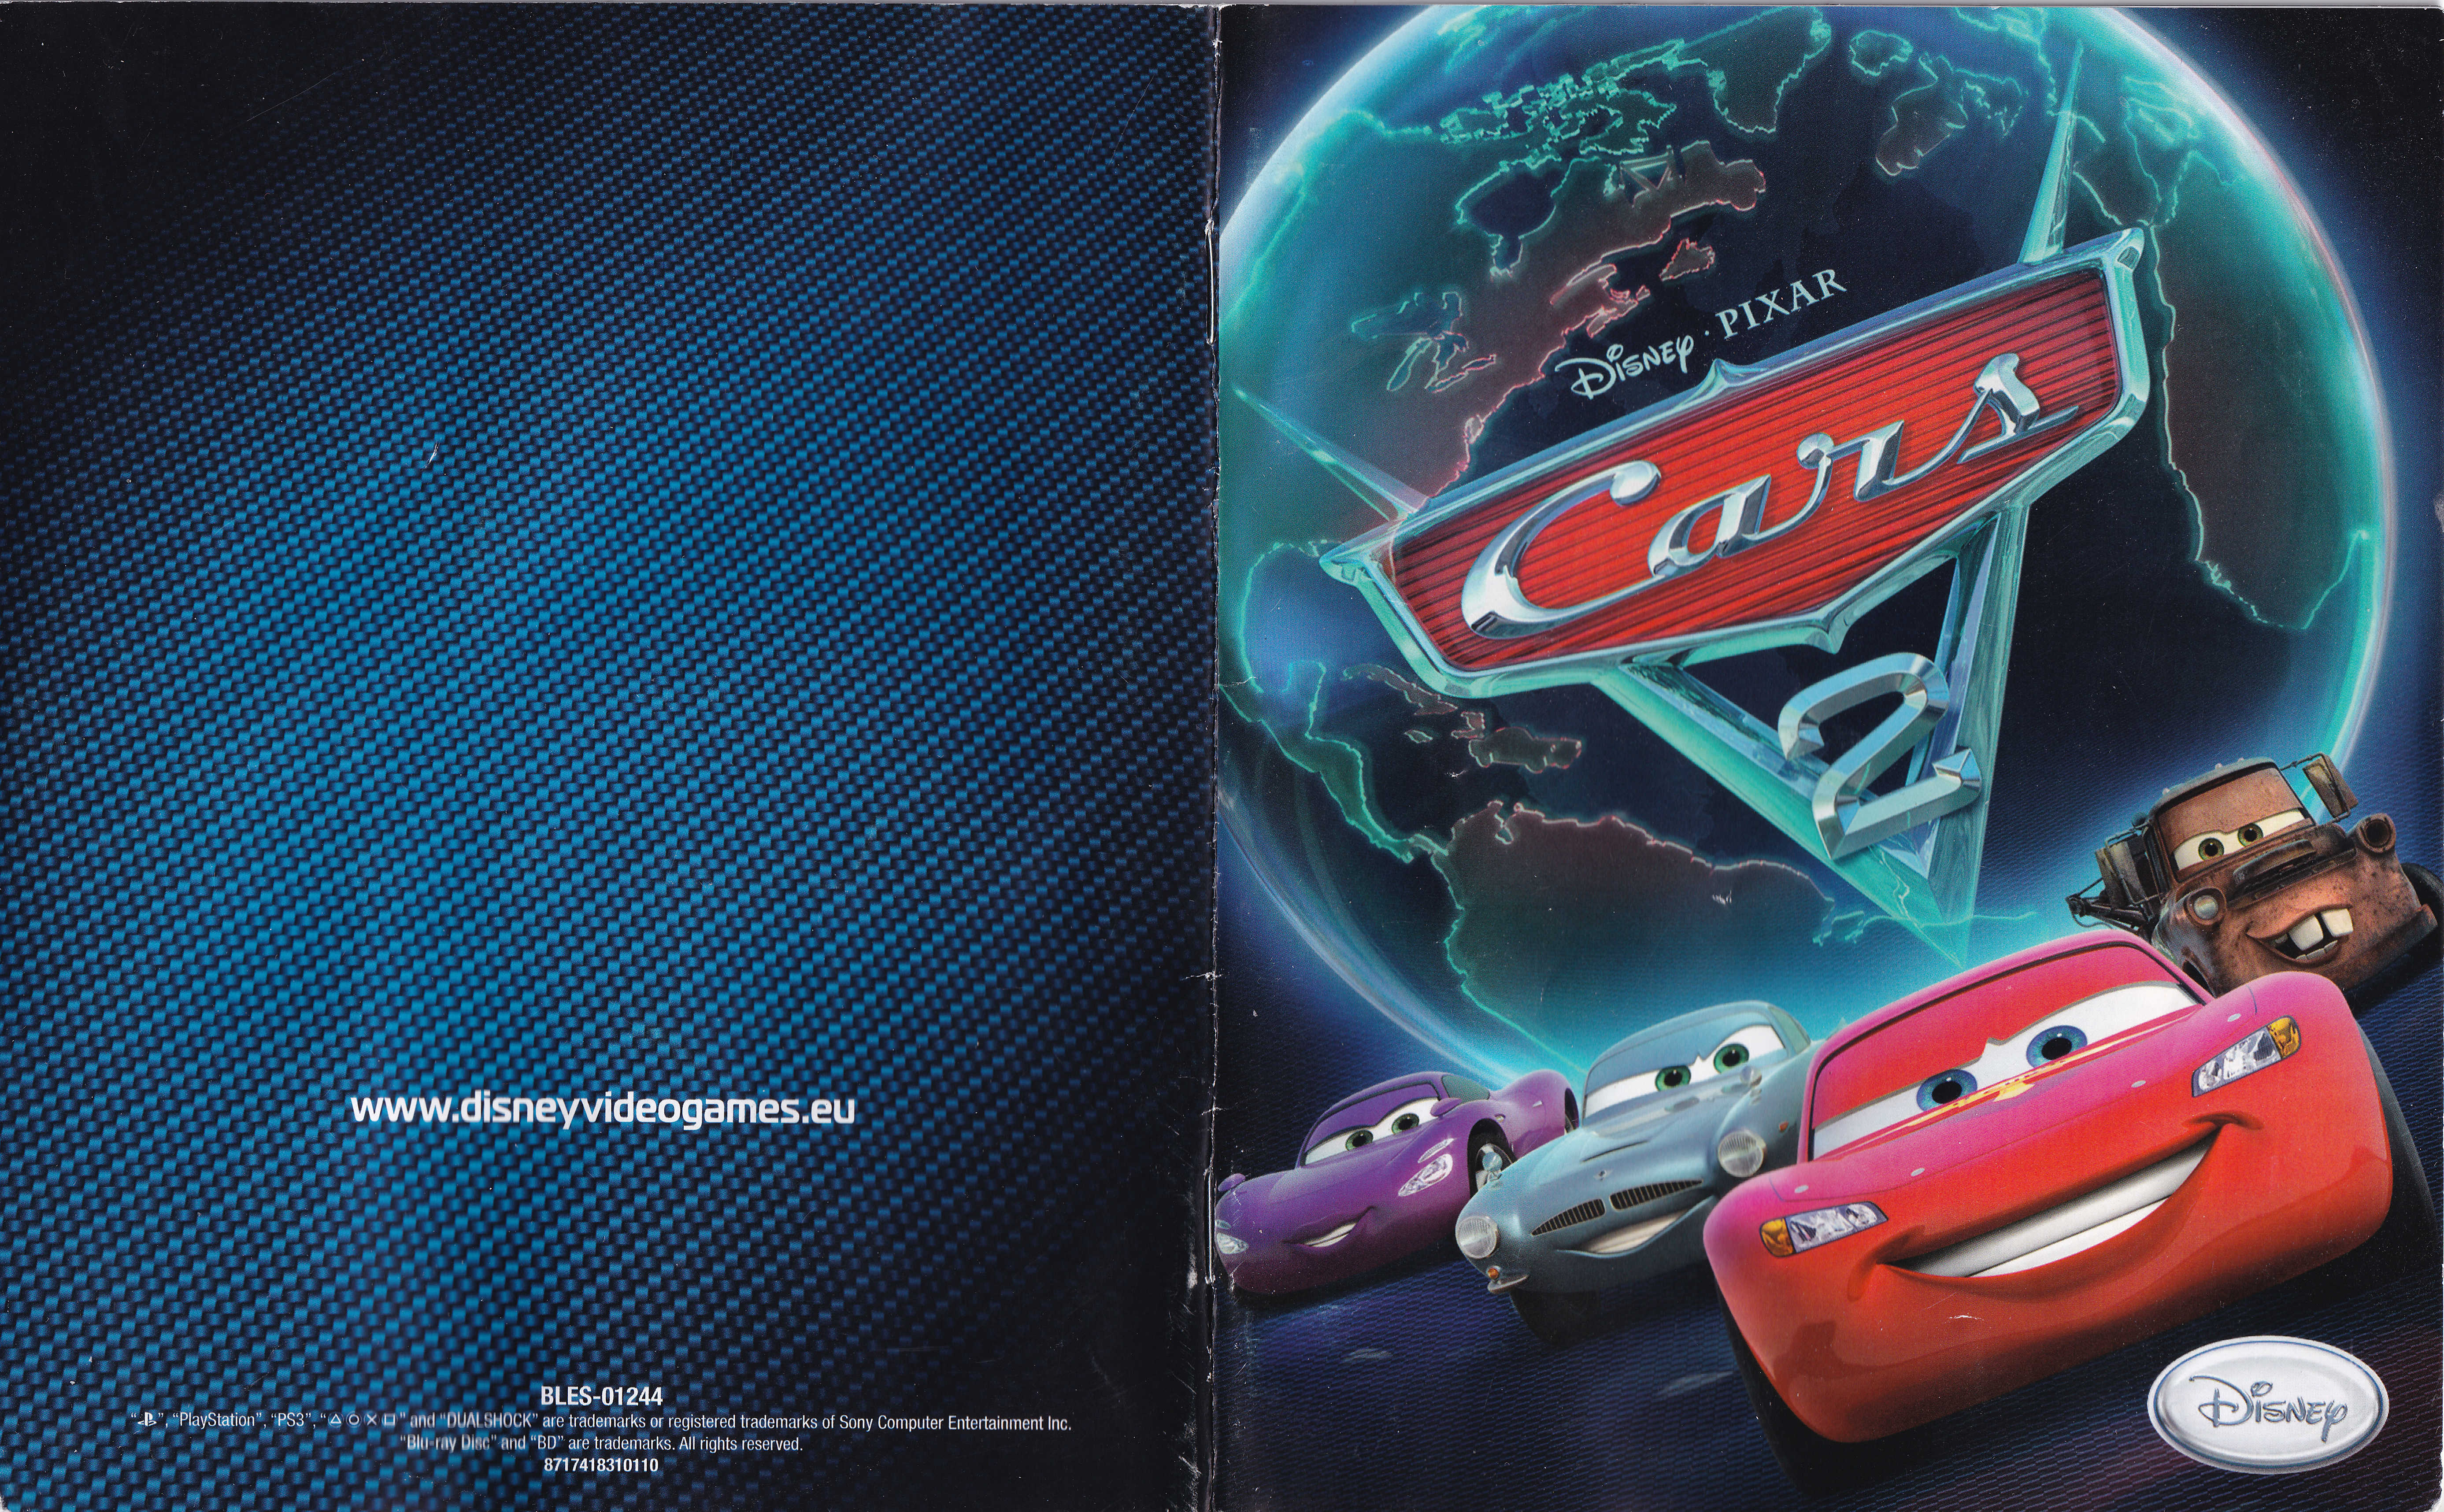 www.disneyvideogames.eu
BLES-01244
“PS”, “PlayStation”, “PS3”, “△○✕□” and “DUALSHOCK” are trademarks or registered trademarks of Sony Computer Entertainment Inc.
“Blu-ray Disc” and “BD” are trademarks. All rights reserved.
8717418310110
Disney · PIXAR
Cars
2
Disney